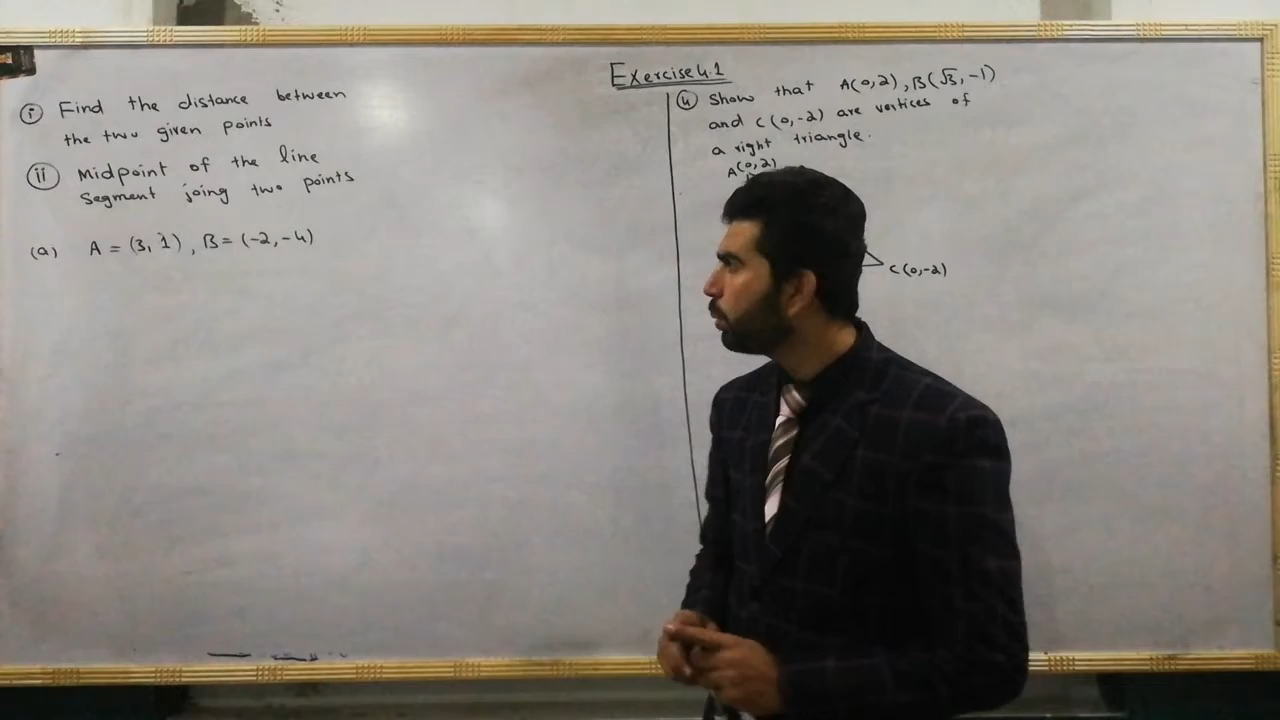 Exercise 4.1
(i) Find the distance between
the two given points
(ii) Midpoint of the line
Segment joing two points
(a) A = (3, 1), B = (-2, -4)
(4) Show that A(0,2), B(√3, -1)
and C(0,-2) are vertices of
a right triangle.
A(0,2)
C(0,-2)